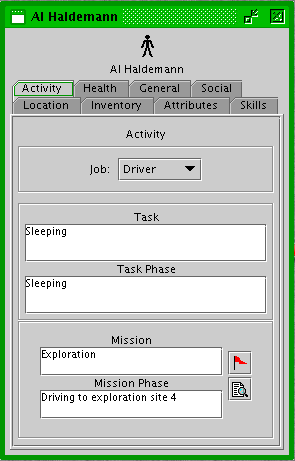 Al Haldemann
Al Haldemann
Activity Health General Social
Location Inventory Attributes Skills
Activity
Job: Driver
Task
Sleeping
Task Phase
Sleeping
Mission
Exploration
Mission Phase
Driving to exploration site 4